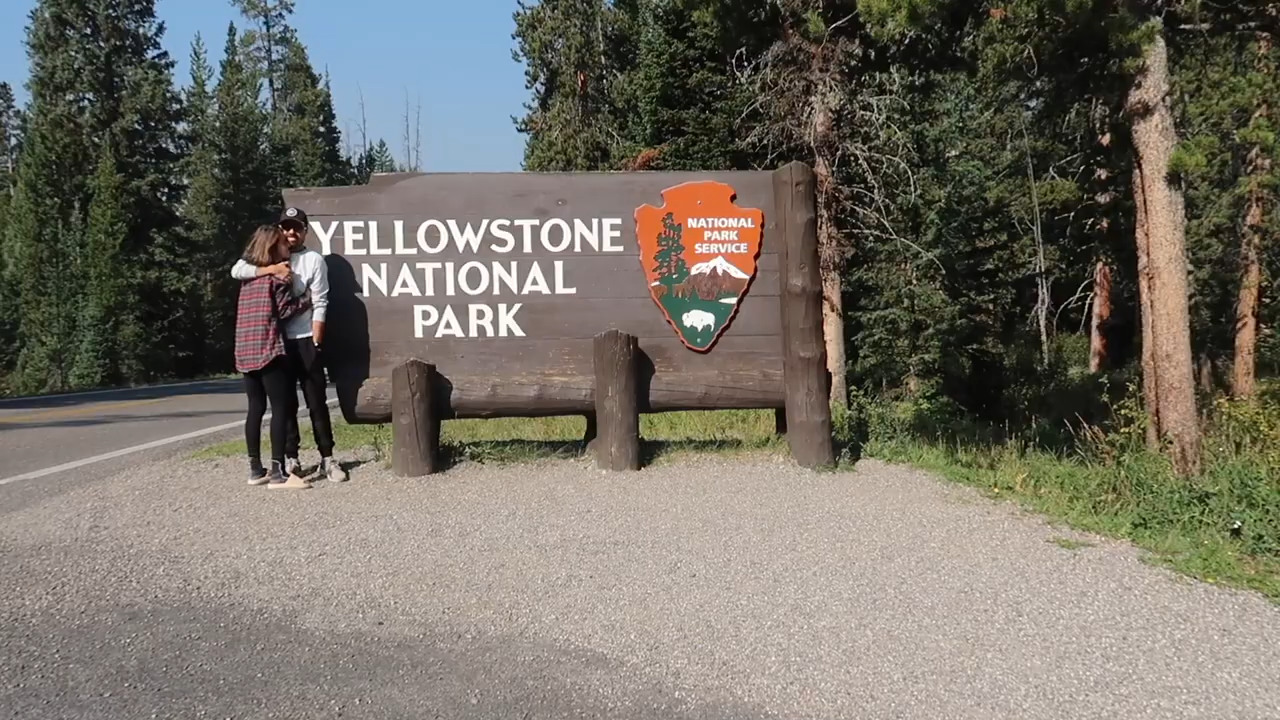 YELLOWSTONE
NATIONAL
PARK
NATIONAL
PARK
SERVICE